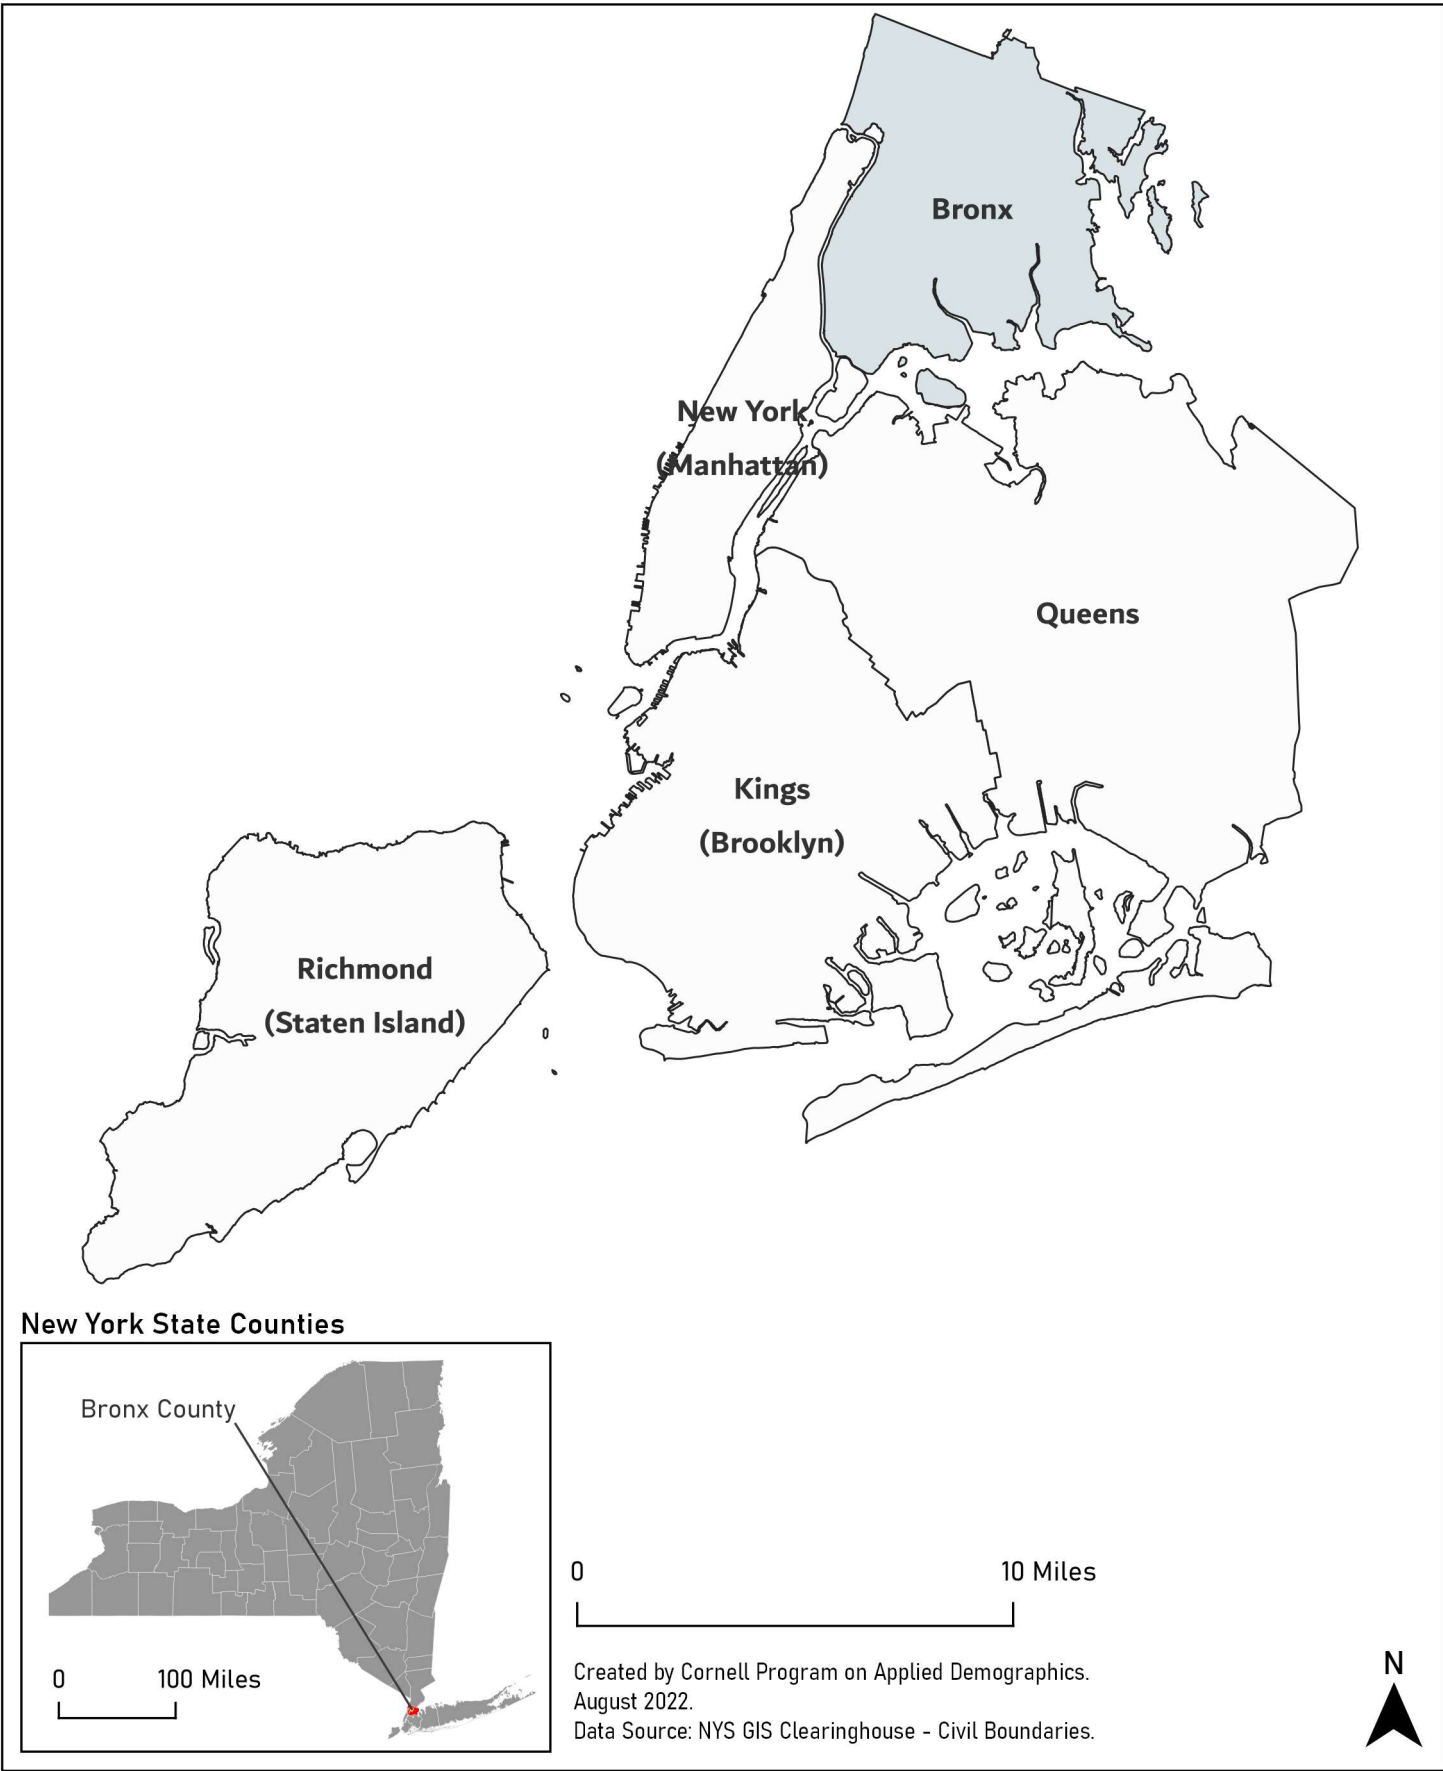 Bronx
New York
(Manhattan)
Queens
Kings
(Brooklyn)
Richmond
(Staten Island)
New York State Counties
Bronx County
0 100 Miles
0 10 Miles
Created by Cornell Program on Applied Demographics.
August 2022.
Data Source: NYS GIS Clearinghouse - Civil Boundaries.
N